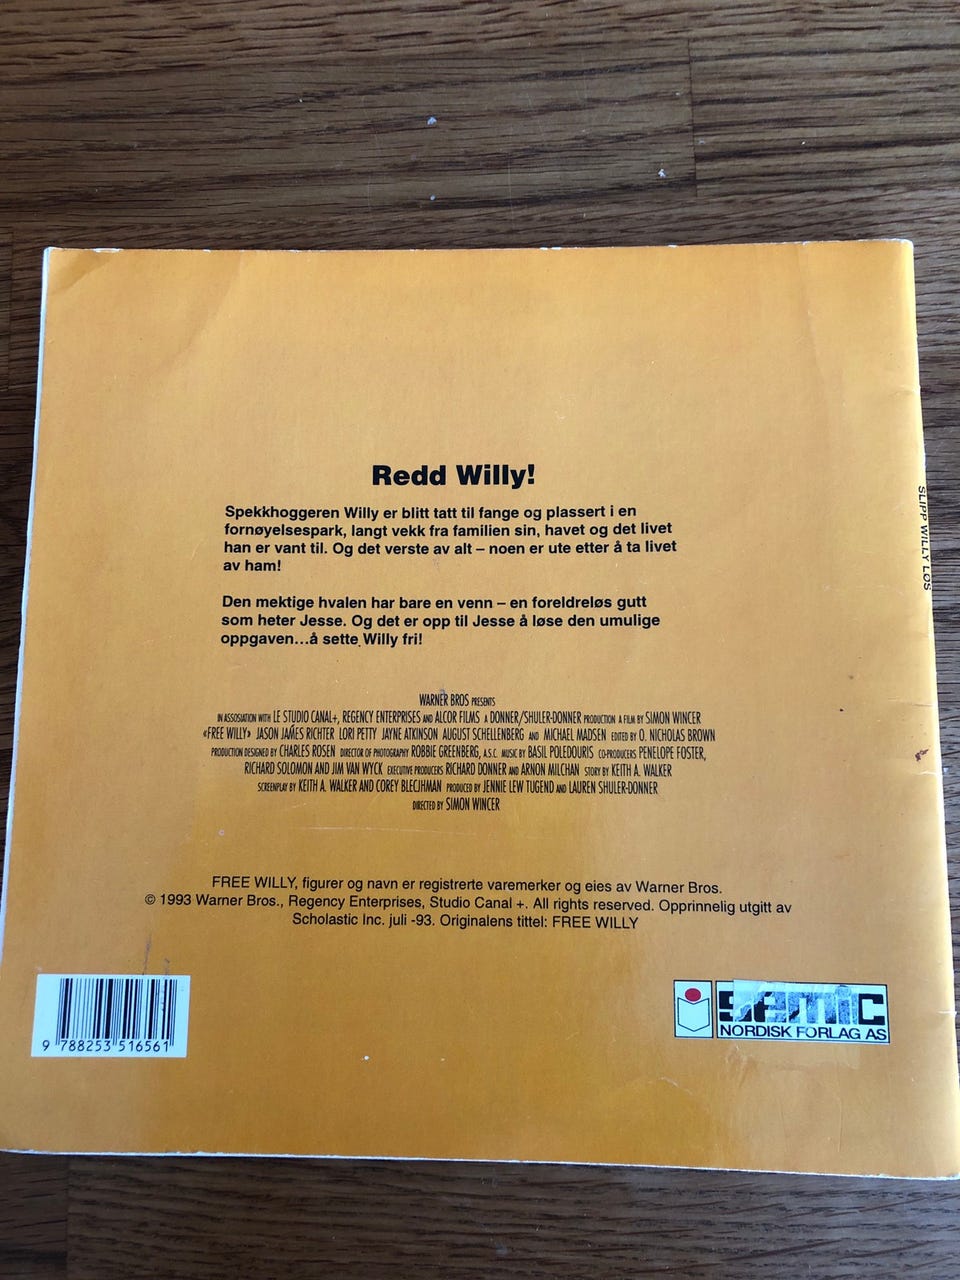 Redd Willy!
Spekkhoggeren Willy er blitt tatt til fange og plassert i en
fornøyelsespark, langt vekk fra familien sin, havet og det livet
han er vant til. Og det verste av alt – noen er ute etter å ta livet
av ham!
Den mektige hvalen har bare en venn – en foreldreløs gutt
som heter Jesse. Og det er opp til Jesse å løse den umulige
oppgaven...å sette Willy fri!
WARNER BROS PRESENTS
IN ASSOSIATION WITH LE STUDIO CANAL+, REGENCY ENTERPRISES AND ALCOR FILMS A DONNER/SHULER-DONNER PRODUCTION A FILM BY SIMON WINCER
«FREE WILLY» JASON JAMES RICHTER LORI PETTY JAYNE ATKINSON AUGUST SCHELLENBERG AND MICHAEL MADSEN EDITED BY O. NICHOLAS BROWN
PRODUCTION DESIGNED BY CHARLES ROSEN DIRECTOR OF PHOTOGRAPHY ROBBIE GREENBERG, A.S.C. MUSIC BY BASIL POLEDOURIS CO-PRODUCERS PENELOPE FOSTER,
RICHARD SOLOMON AND JIM VAN WYCK EXECUTIVE PRODUCERS RICHARD DONNER AND ARNON MILCHAN STORY BY KEITH A. WALKER
SCREENPLAY BY KEITH A. WALKER AND COREY BLECJHMAN PRODUCED BY JENNIE LEW TUGEND AND LAUREN SHULER-DONNER
DIRECTED BY SIMON WINCER
FREE WILLY, figurer og navn er registrerte varemerker og eies av Warner Bros.
© 1993 Warner Bros., Regency Enterprises, Studio Canal +. All rights reserved. Opprinnelig utgitt av
Scholastic Inc. juli -93. Originalens tittel: FREE WILLY
9 788253 516561
semic
NORDISK FORLAG AS
SLIPP WILLY LØS